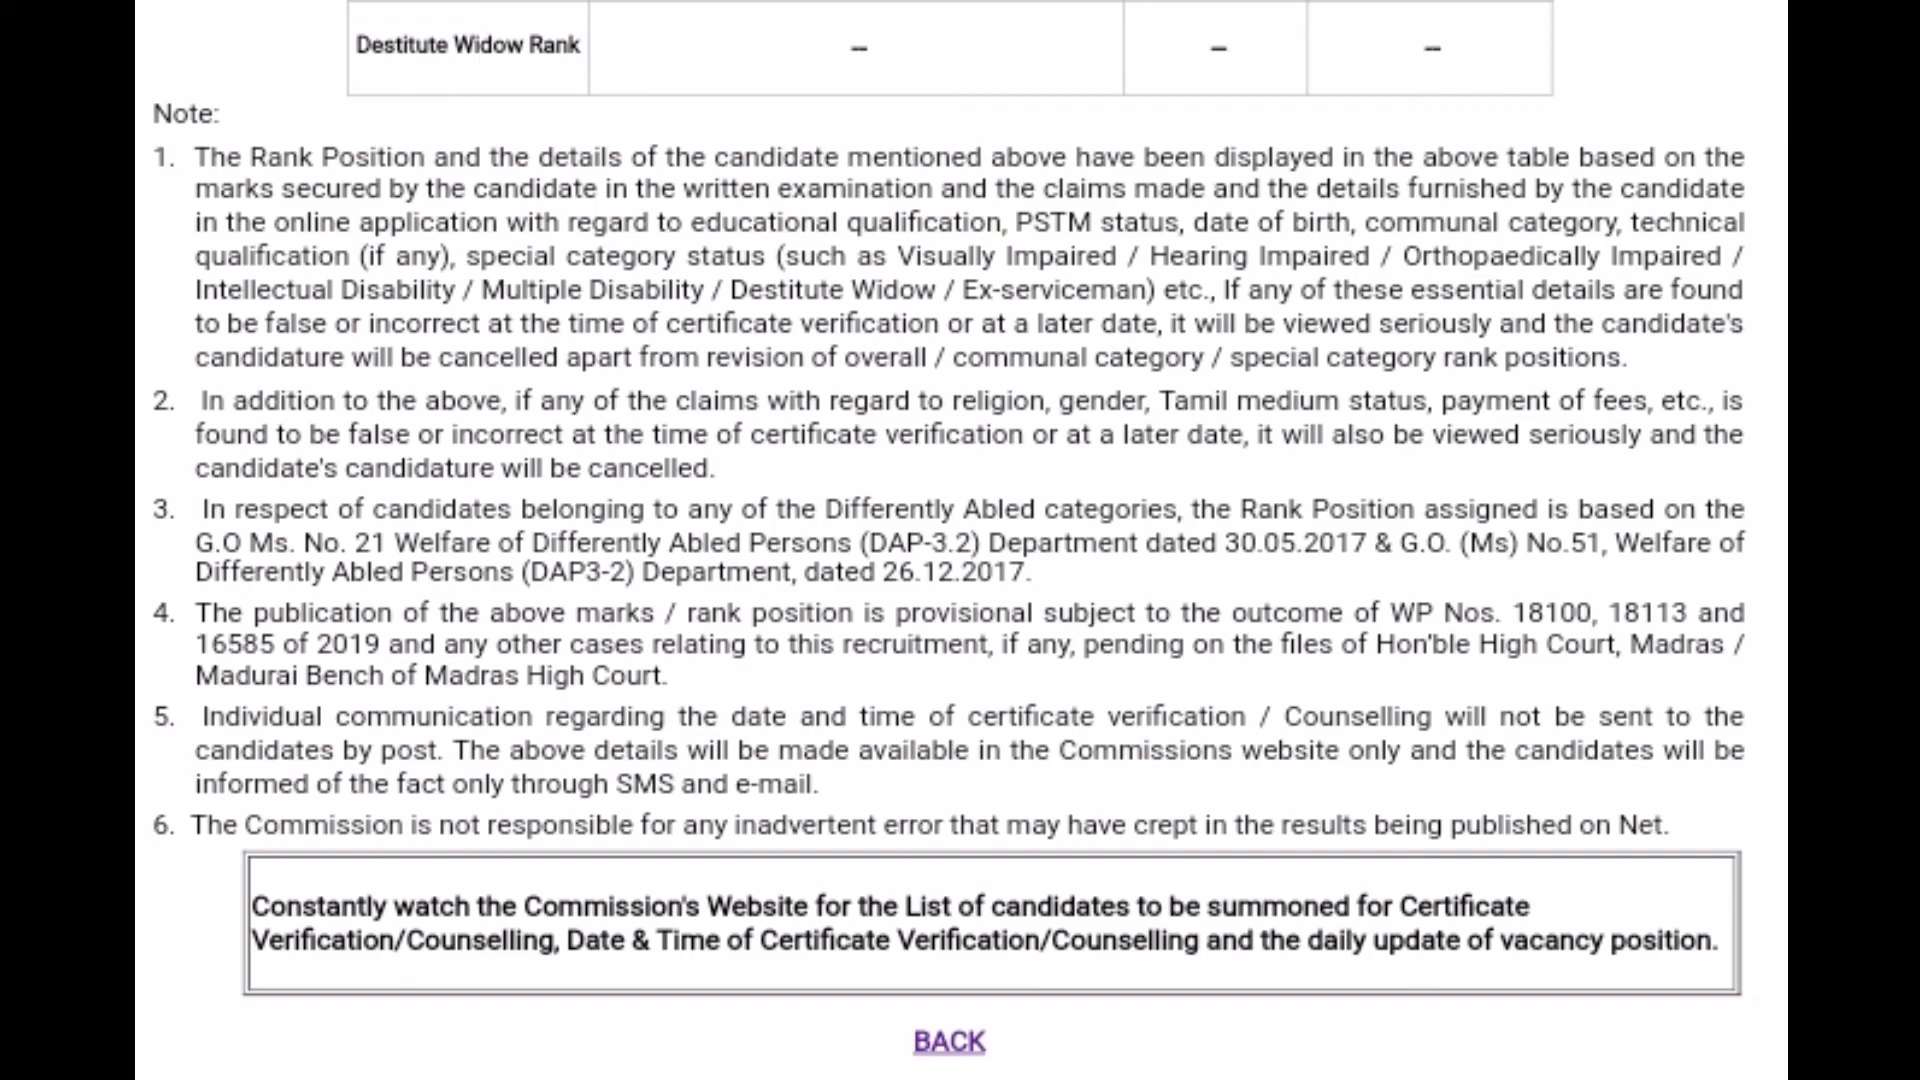 Destitute Widow Rank -- -- --
Note:
1. The Rank Position and the details of the candidate mentioned above have been displayed in the above table based on the
marks secured by the candidate in the written examination and the claims made and the details furnished by the candidate
in the online application with regard to educational qualification, PSTM status, date of birth, communal category, technical
qualification (if any), special category status (such as Visually Impaired / Hearing Impaired / Orthopaedically Impaired /
Intellectual Disability / Multiple Disability / Destitute Widow / Ex-serviceman) etc., If any of these essential details are found
to be false or incorrect at the time of certificate verification or at a later date, it will be viewed seriously and the candidate's
candidature will be cancelled apart from revision of overall / communal category / special category rank positions.
2. In addition to the above, if any of the claims with regard to religion, gender, Tamil medium status, payment of fees, etc., is
found to be false or incorrect at the time of certificate verification or at a later date, it will also be viewed seriously and the
candidate's candidature will be cancelled.
3. In respect of candidates belonging to any of the Differently Abled categories, the Rank Position assigned is based on the
G.O Ms. No. 21 Welfare of Differently Abled Persons (DAP-3.2) Department dated 30.05.2017 & G.O. (Ms) No.51, Welfare of
Differently Abled Persons (DAP3-2) Department, dated 26.12.2017.
4. The publication of the above marks / rank position is provisional subject to the outcome of WP Nos. 18100, 18113 and
16585 of 2019 and any other cases relating to this recruitment, if any, pending on the files of Hon'ble High Court, Madras /
Madurai Bench of Madras High Court.
5. Individual communication regarding the date and time of certificate verification / Counselling will not be sent to the
candidates by post. The above details will be made available in the Commissions website only and the candidates will be
informed of the fact only through SMS and e-mail.
6. The Commission is not responsible for any inadvertent error that may have crept in the results being published on Net.
Constantly watch the Commission's Website for the List of candidates to be summoned for Certificate
Verification/Counselling, Date & Time of Certificate Verification/Counselling and the daily update of vacancy position.
BACK